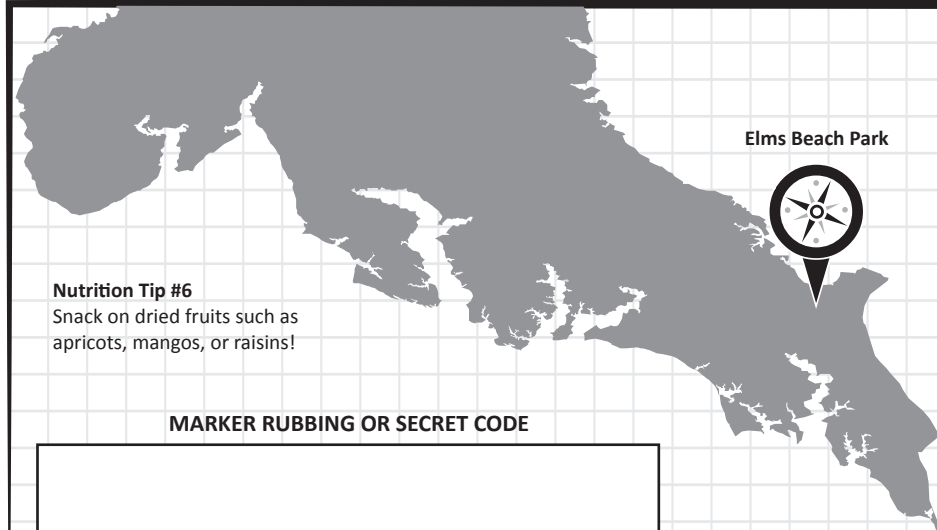 Elms Beach Park
Nutrition Tip #6
Snack on dried fruits such as
apricots, mangos, or raisins!
MARKER RUBBING OR SECRET CODE